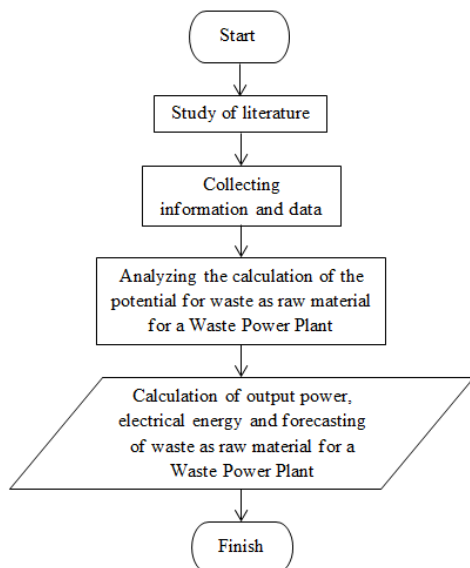 Start
Study of literature
Collecting
information and data
Analyzing the calculation of the
potential for waste as raw material
for a Waste Power Plant
Calculation of output power,
electrical energy and forecasting
of waste as raw material for a
Waste Power Plant
Finish